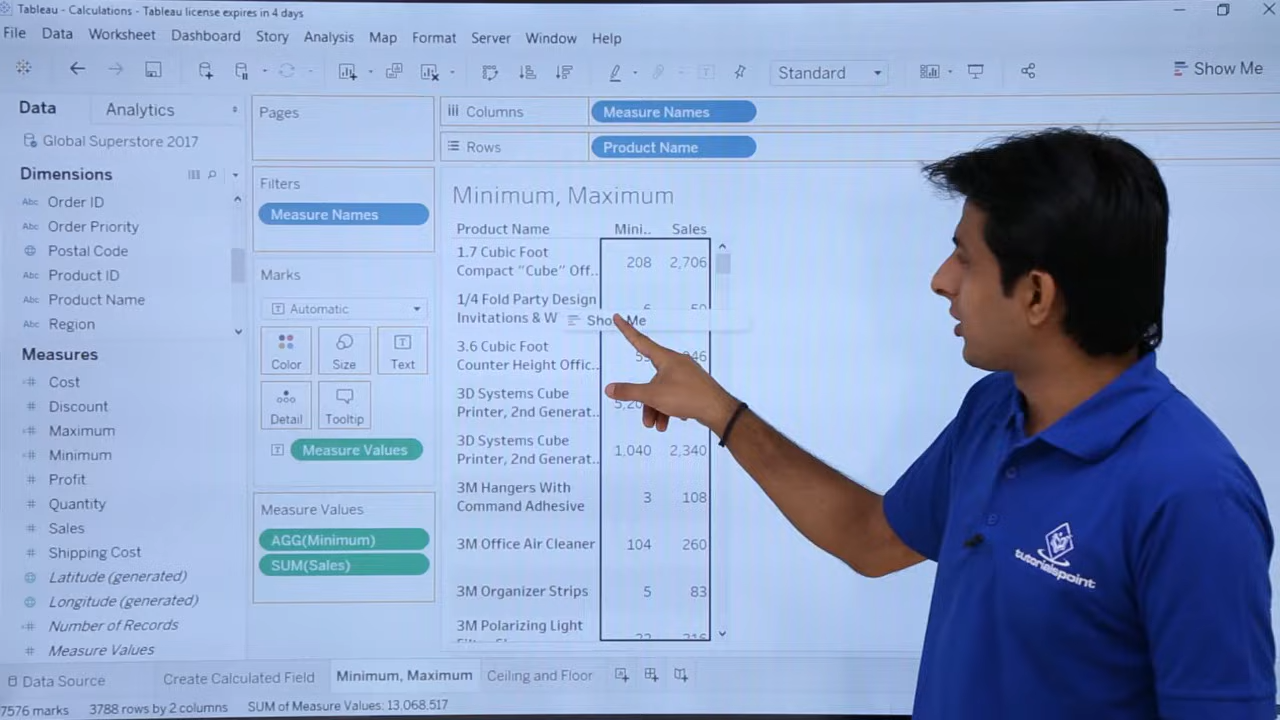 Tableau - Calculations - Tableau license expires in 4 days
File Data Worksheet Dashboard Story Analysis Map Format Server Window Help
Standard
Show Me
Data Analytics
Global Superstore 2017
Dimensions
Abc Order ID
Abc Order Priority
Postal Code
Abc Product ID
Abc Product Name
Abc Region
Measures
=# Cost
# Discount
=# Maximum
=# Minimum
# Profit
# Quantity
# Sales
# Shipping Cost
Latitude (generated)
Longitude (generated)
=# Number of Records
# Measure Values
Pages
Filters
Measure Names
Marks
Automatic
Color Size Text
Detail Tooltip
Measure Values
Measure Values
AGG(Minimum)
SUM(Sales)
Columns Measure Names
Rows Product Name
Minimum, Maximum
Product Name Mini.. Sales
1.7 Cubic Foot
Compact "Cube" Off.. 208 2,706
1/4 Fold Party Design
Invitations & W
Show Me
3.6 Cubic Foot
Counter Height Offic..
3D Systems Cube
Printer, 2nd Generat..
3D Systems Cube
Printer, 2nd Generat.. 1,040 2,340
3M Hangers With
Command Adhesive 3 108
3M Office Air Cleaner 104 260
3M Organizer Strips 5 83
3M Polarizing Light
Data Source Create Calculated Field Minimum, Maximum Ceiling and Floor
7576 marks 3788 rows by 2 columns SUM of Measure Values: 13,068,517
tutorialspoint